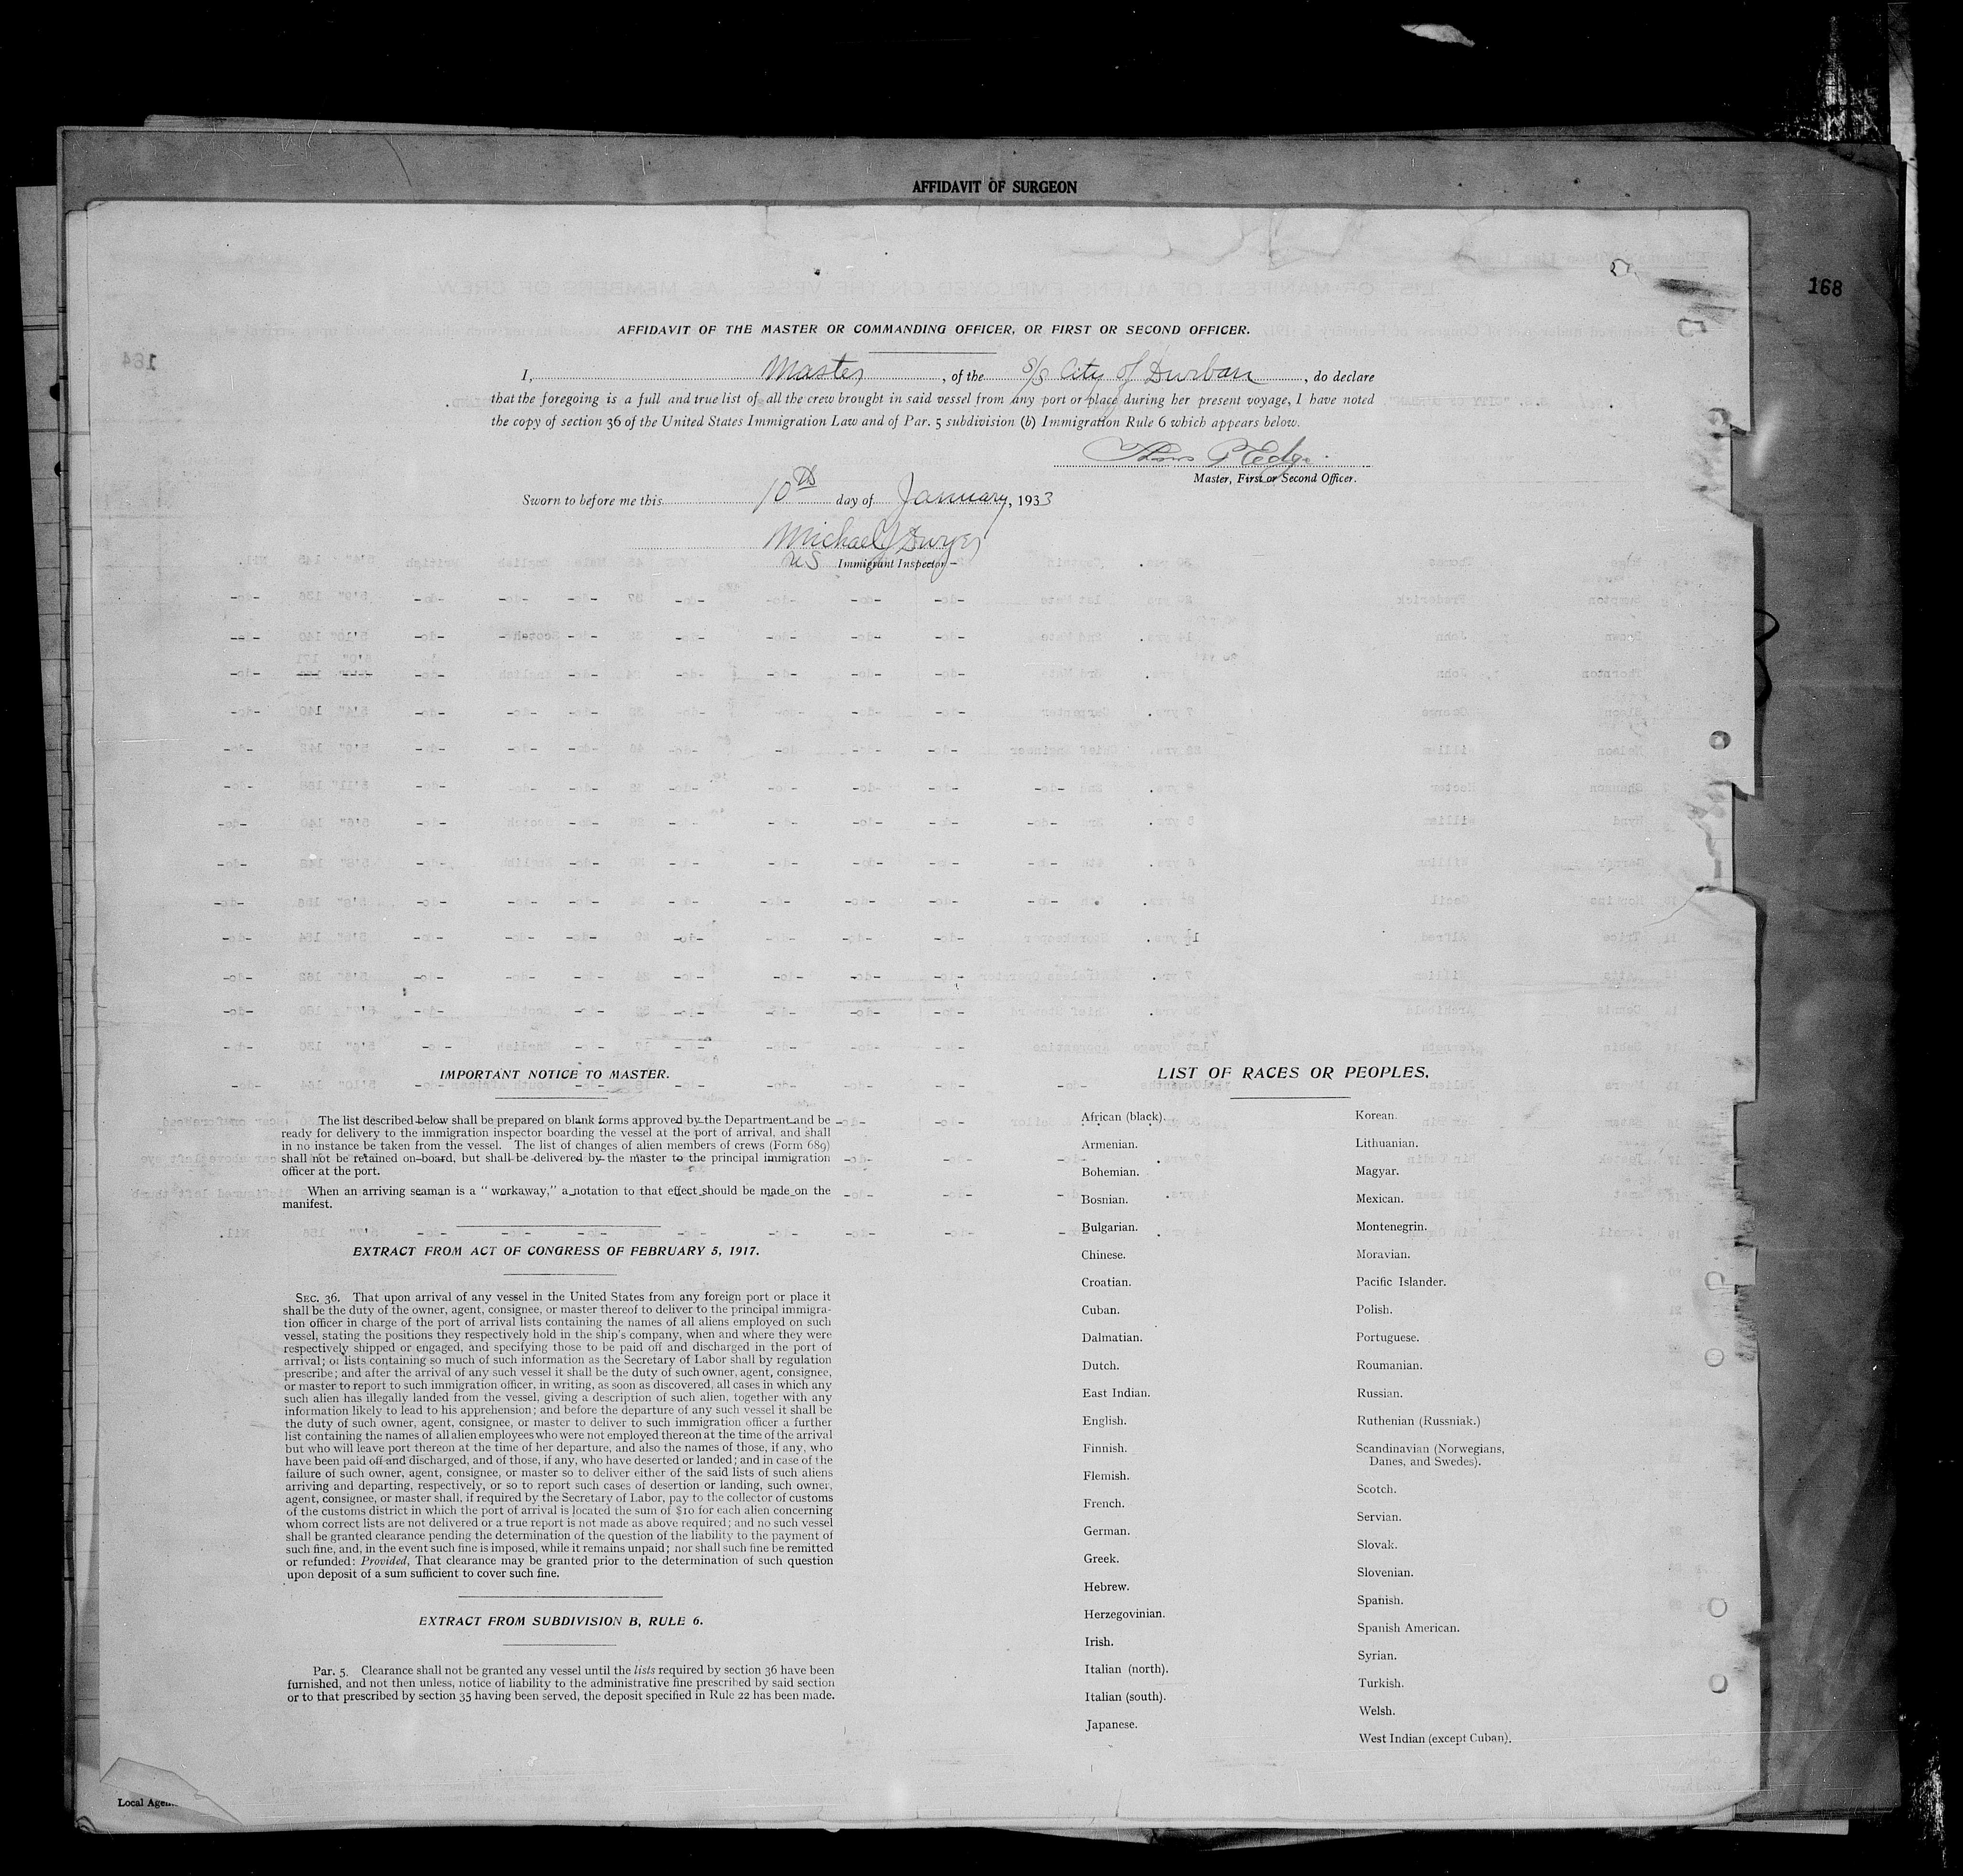 AFFIDAVIT OF SURGEON
168
AFFIDAVIT OF THE MASTER OR COMMANDING OFFICER, OR FIRST OR SECOND OFFICER.
I, Master, of the S/S City of Durban, do declare
that the foregoing is a full and true list of all the crew brought in said vessel from any port or place during her present voyage, I have noted
the copy of section 36 of the United States Immigration Law and of Par. 5 subdivision (b) Immigration Rule 6 which appears below.
Thos P Edge
Master, First or Second Officer.
Sworn to before me this 10th day of January, 1933
Michael J Dwyer
US Immigrant Inspector
IMPORTANT NOTICE TO MASTER.
The list described below shall be prepared on blank forms approved by the Department and be
ready for delivery to the immigration inspector boarding the vessel at the port of arrival, and shall
in no instance be taken from the vessel. The list of changes of alien members of crews (Form 689)
shall not be retained on board, but shall be delivered by the master to the principal immigration
officer at the port.
When an arriving seaman is a "workaway," a notation to that effect should be made on the
manifest.
EXTRACT FROM ACT OF CONGRESS OF FEBRUARY 5, 1917.
SEC. 36. That upon arrival of any vessel in the United States from any foreign port or place it
shall be the duty of the owner, agent, consignee, or master thereof to deliver to the principal immigra-
tion officer in charge of the port of arrival lists containing the names of all aliens employed on such
vessel, stating the positions they respectively hold in the ship's company, when and where they were
respectively shipped or engaged, and specifying those to be paid off and discharged in the port of
arrival; or lists containing so much of such information as the Secretary of Labor shall by regulation
prescribe; and after the arrival of any such vessel it shall be the duty of such owner, agent, consignee,
or master to report to such immigration officer, in writing, as soon as discovered, all cases in which any
such alien has illegally landed from the vessel, giving a description of such alien, together with any
information likely to lead to his apprehension; and before the departure of any such vessel it shall be
the duty of such owner, agent, consignee, or master to deliver to such immigration officer a further
list containing the names of all alien employees who were not employed thereon at the time of the arrival
but who will leave port thereon at the time of her departure, and also the names of those, if any, who
have been paid off and discharged, and of those, if any, who have deserted or landed; and in case of the
failure of such owner, agent, consignee, or master so to deliver either of the said lists of such aliens
arriving and departing, respectively, or so to report such cases of desertion or landing, such owner,
agent, consignee, or master shall, if required by the Secretary of Labor, pay to the collector of customs
of the customs district in which the port of arrival is located the sum of $10 for each alien concerning
whom correct lists are not delivered or a true report is not made as above required; and no such vessel
shall be granted clearance pending the determination of the question of the liability to the payment of
such fine, and, in the event such fine is imposed, while it remains unpaid; nor shall such fine be remitted
or refunded: Provided, That clearance may be granted prior to the determination of such question
upon deposit of a sum sufficient to cover such fine.
EXTRACT FROM SUBDIVISION B, RULE 6.
Par. 5. Clearance shall not be granted any vessel until the lists required by section 36 have been
furnished, and not then unless, notice of liability to the administrative fine prescribed by said section
or to that prescribed by section 35 having been served, the deposit specified in Rule 22 has been made.
LIST OF RACES OR PEOPLES.
African (black).
Armenian.
Bohemian.
Bosnian.
Bulgarian.
Chinese.
Croatian.
Cuban.
Dalmatian.
Dutch.
East Indian.
English.
Finnish.
Flemish.
French.
German.
Greek.
Hebrew.
Herzegovinian.
Irish.
Italian (north).
Italian (south).
Japanese.
Korean.
Lithuanian.
Magyar.
Mexican.
Montenegrin.
Moravian.
Pacific Islander.
Polish.
Portuguese.
Roumanian.
Russian.
Ruthenian (Russniak.)
Scandinavian (Norwegians,
Danes, and Swedes).
Scotch.
Servian.
Slovak.
Slovenian.
Spanish.
Spanish American.
Syrian.
Turkish.
Welsh.
West Indian (except Cuban).
Local